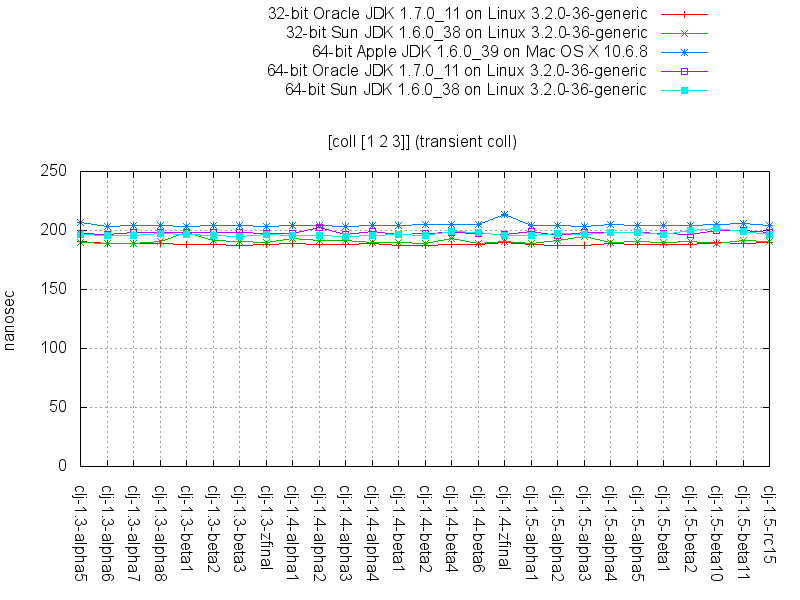 32-bit Oracle JDK 1.7.0_11 on Linux 3.2.0-36-generic
32-bit Sun JDK 1.6.0_38 on Linux 3.2.0-36-generic
64-bit Apple JDK 1.6.0_39 on Mac OS X 10.6.8
64-bit Oracle JDK 1.7.0_11 on Linux 3.2.0-36-generic
64-bit Sun JDK 1.6.0_38 on Linux 3.2.0-36-generic
[coll [1 2 3]] (transient coll)
250
200
150
100
50
0
nanosec
clj-1.3-alpha5
clj-1.3-alpha6
clj-1.3-alpha7
clj-1.3-alpha8
clj-1.3-beta1
clj-1.3-beta2
clj-1.3-beta3
clj-1.3-zfinal
clj-1.4-alpha1
clj-1.4-alpha2
clj-1.4-alpha3
clj-1.4-alpha4
clj-1.4-beta1
clj-1.4-beta2
clj-1.4-beta4
clj-1.4-beta6
clj-1.4-zfinal
clj-1.5-alpha1
clj-1.5-alpha2
clj-1.5-alpha3
clj-1.5-alpha4
clj-1.5-alpha5
clj-1.5-beta1
clj-1.5-beta2
clj-1.5-beta10
clj-1.5-beta11
clj-1.5-rc15